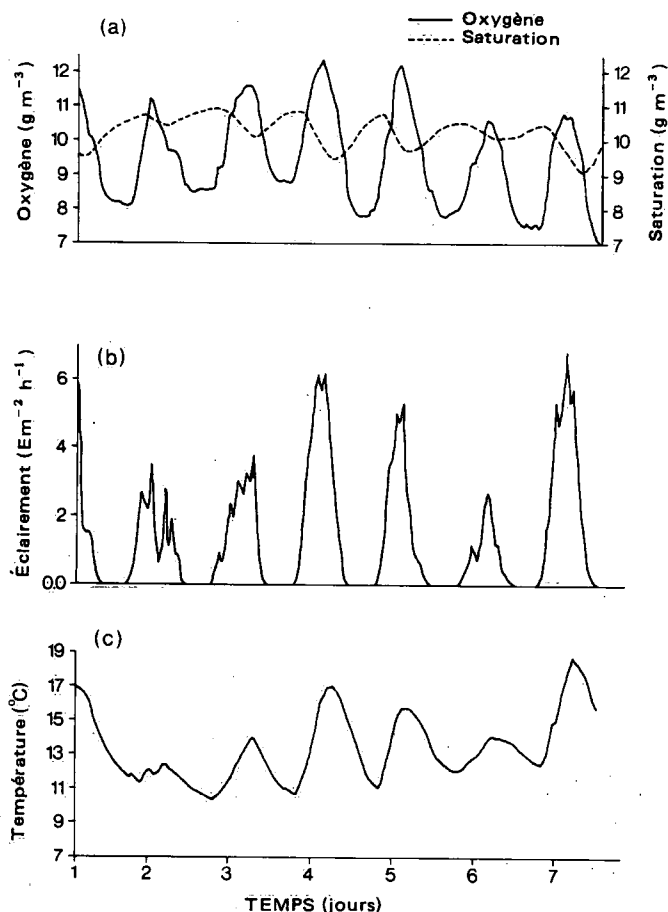 (a)
Oxygène
Saturation
Oxygène (g m⁻³)
12
11
10
9
8
7
Saturation (g m⁻³)
12
11
10
9
8
7
(b)
Éclairement (Em⁻² h⁻¹)
6
4
2
0.0
(c)
Température (°C)
19
17
15
13
11
9
7
1 2 3 4 5 6 7
TEMPS (jours)